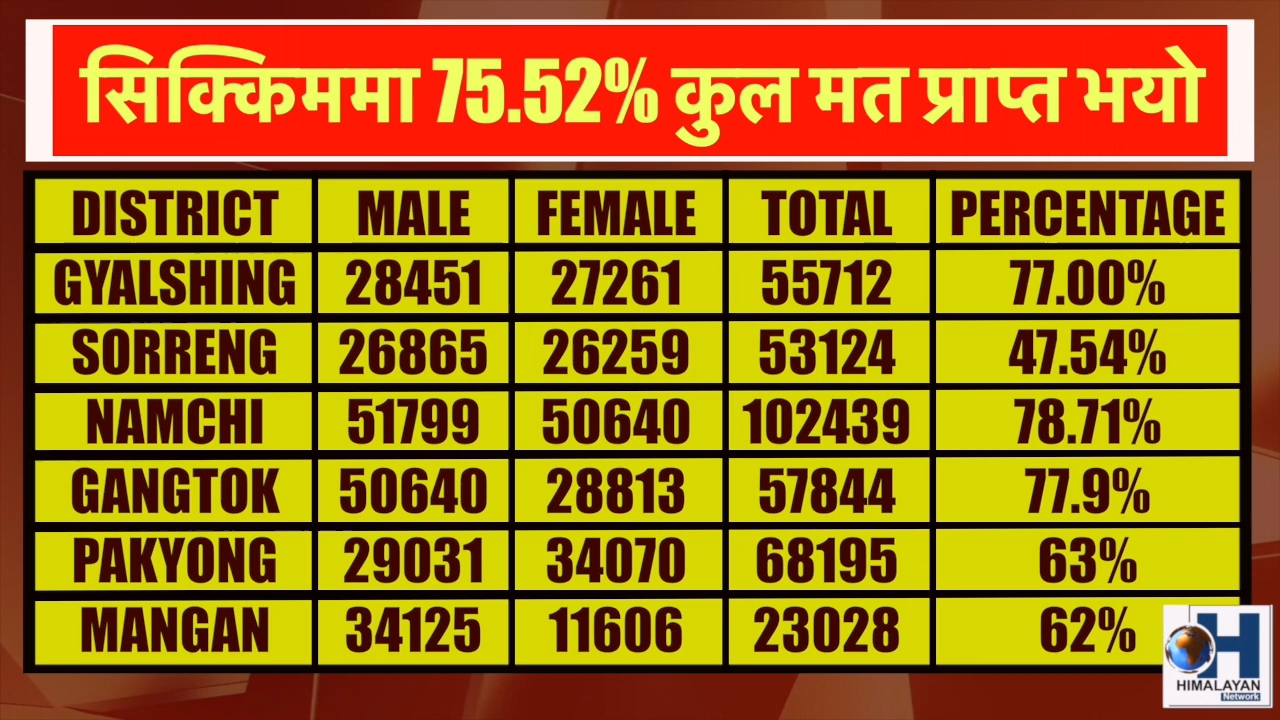 सिक्किममा 75.52% कुल मत प्राप्त भयो
DISTRICT MALE FEMALE TOTAL PERCENTAGE
GYALSHING 28451 27261 55712 77.00%
SORRENG 26865 26259 53124 47.54%
NAMCHI 51799 50640 102439 78.71%
GANGTOK 50640 28813 57844 77.9%
PAKYONG 29031 34070 68195 63%
MANGAN 34125 11606 23028 62%
H
HIMALAYAN
Network